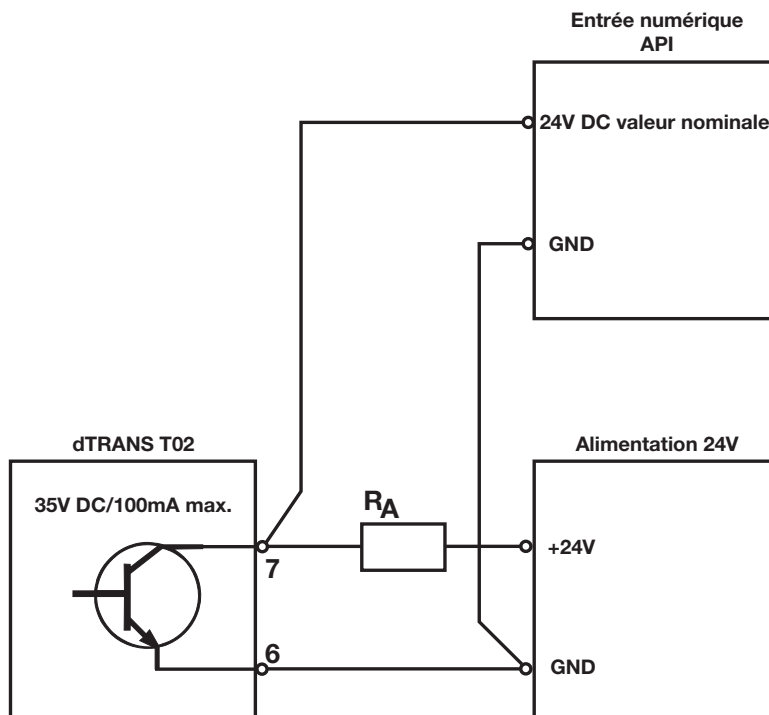 Entrée numérique
API
24V DC valeur nominale
GND
dTRANS T02
35V DC/100mA max.
7
6
RA
Alimentation 24V
+24V
GND